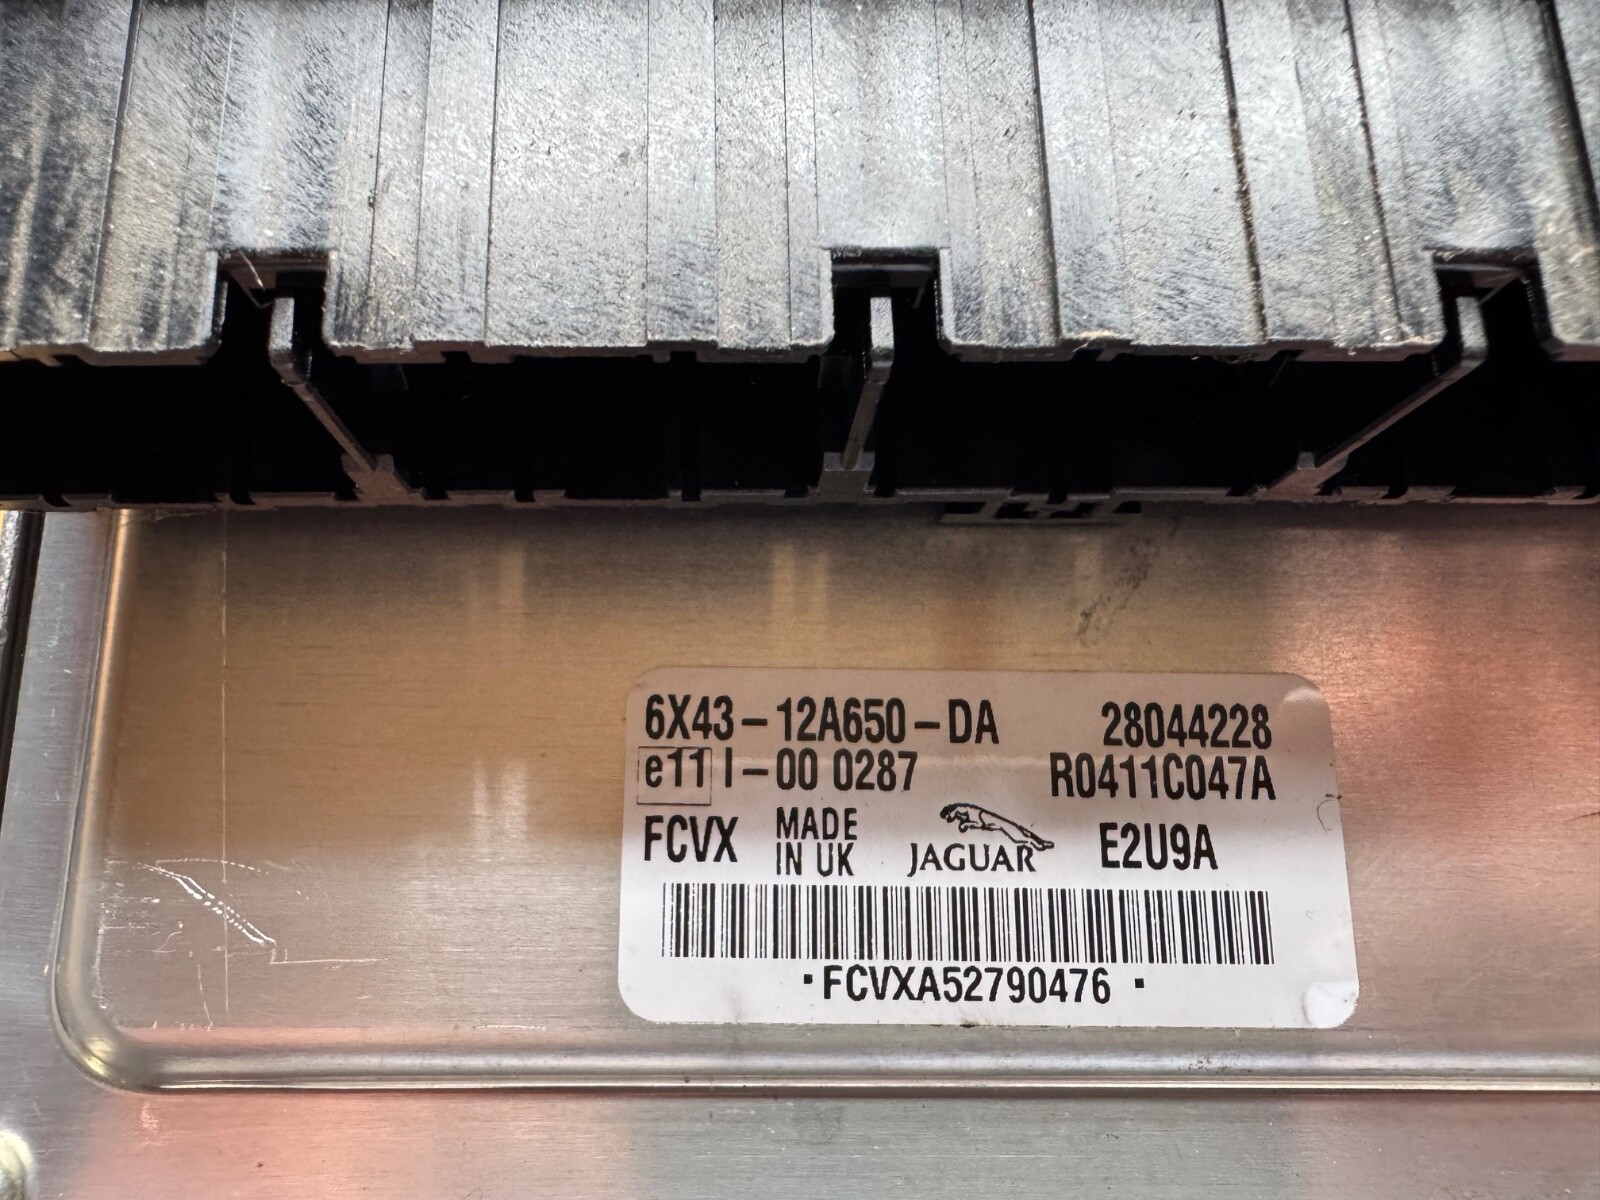 6X43-12A650-DA 28044228
e11 I-00 0287 R0411C047A
FCVX MADE IN UK JAGUAR E2U9A
·FCVXA52790476·